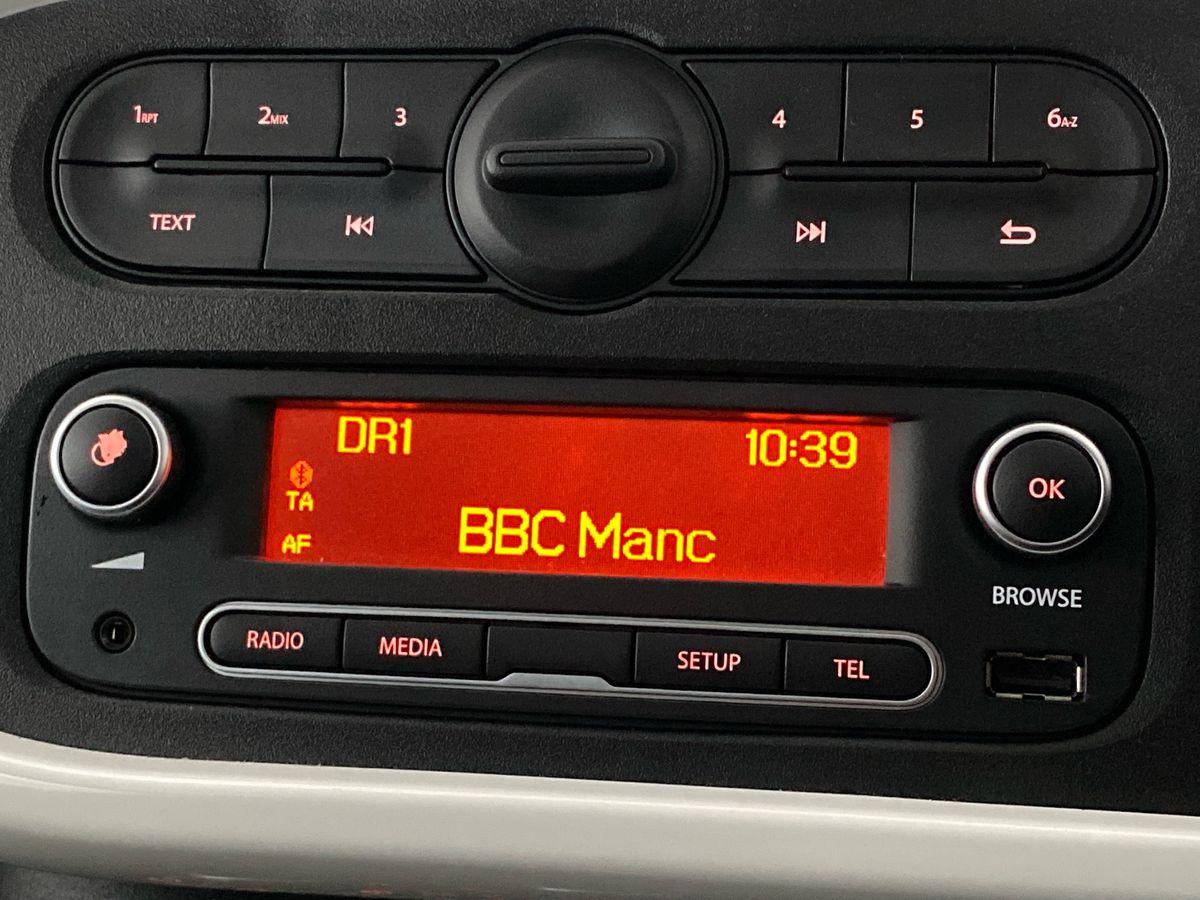 1RPT 2MIX 3 4 5 6A-Z
TEXT
DR1 10:39
TA
AF BBC Manc
OK
BROWSE
RADIO MEDIA SETUP TEL